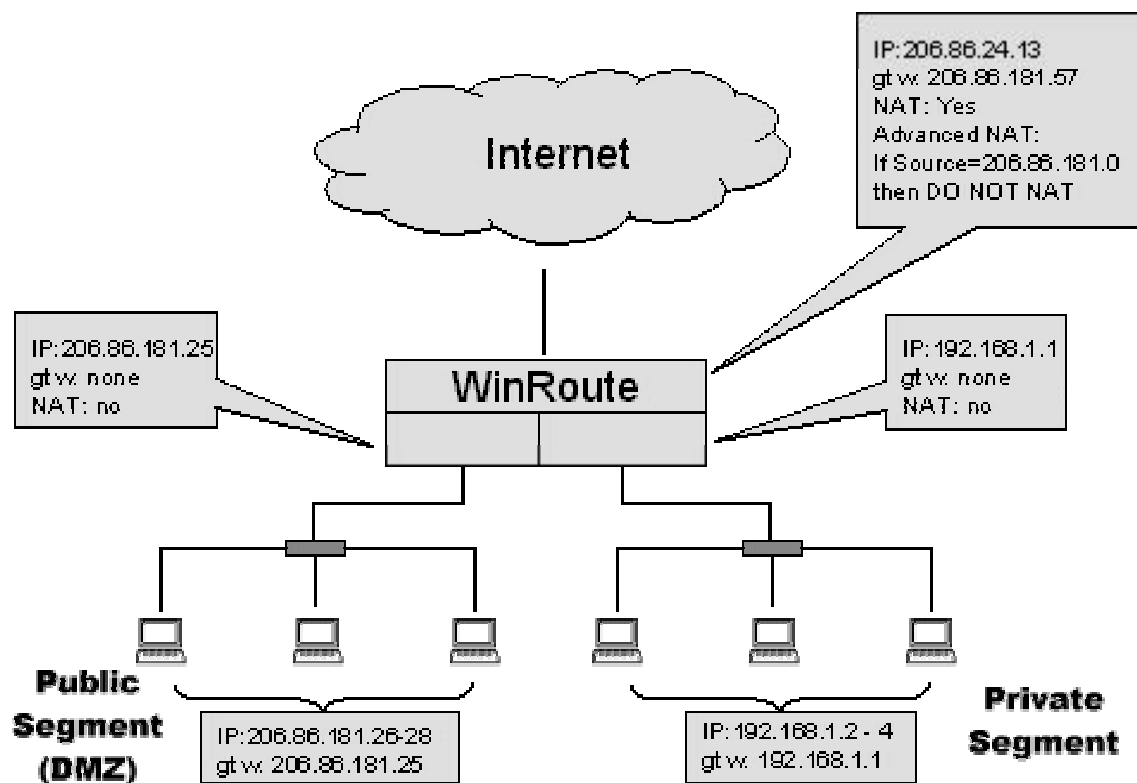 IP:206.86.24.13
gtw: 206.86.181.57
NAT: Yes
Advanced NAT:
If Source=206.86.181.0
then DO NOT NAT
Internet
IP:206.86.181.25
gtw: none
NAT: no
WinRoute
IP:192.168.1.1
gtw: none
NAT: no
Public
Segment
(DMZ)
IP:206.86.181.26-28
gtw: 206.86.181.25
IP:192.168.1.2 - 4
gtw: 192.168.1.1
Private
Segment